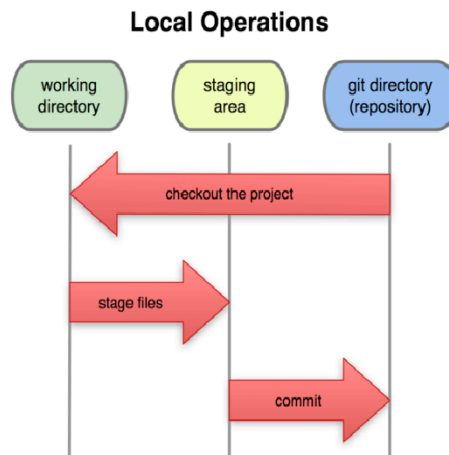 Local Operations
working
directory
staging
area
git directory
(repository)
checkout the project
stage files
commit